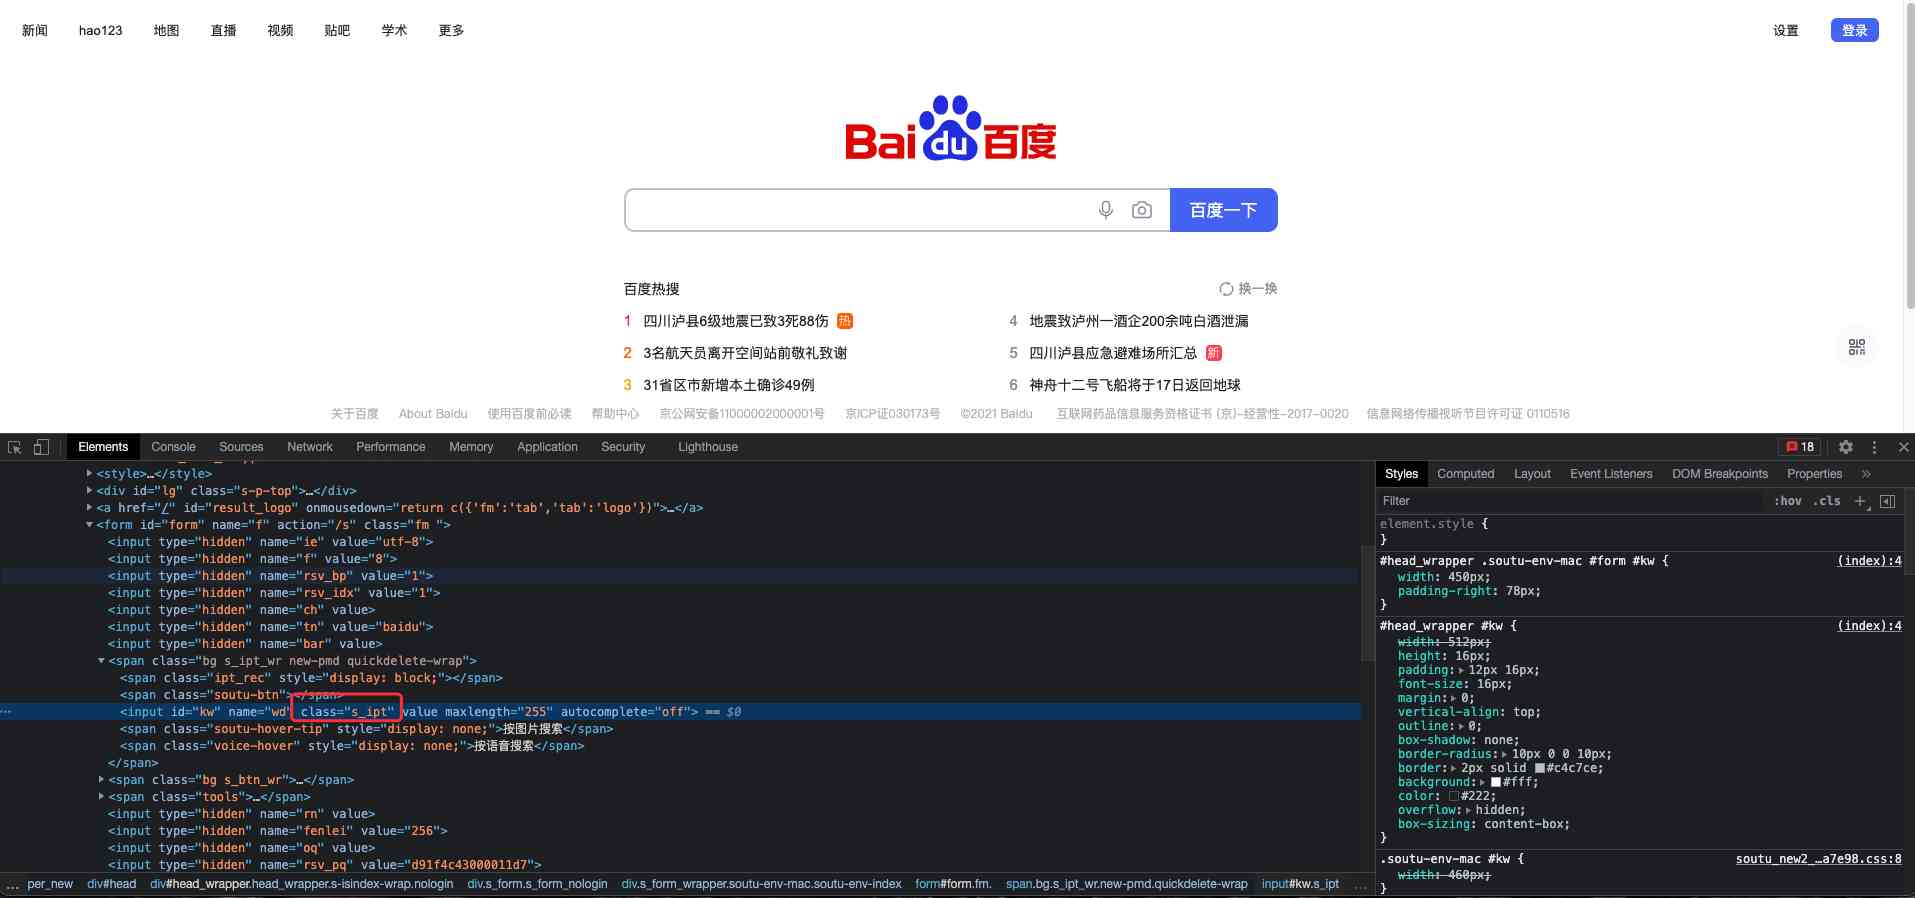 新闻 hao123 地图 直播 视频 贴吧 学术 更多 设置 登录
Bai du 百度
百度一下
百度热搜 换一换
1 四川泸县6级地震已致3死88伤 热 4 地震致泸州一酒企200余吨白酒泄漏
2 3名航天员离开空间站前敬礼致谢 5 四川泸县应急避难场所汇总 新
3 31省区市新增本土确诊49例 6 神舟十二号飞船将于17日返回地球
关于百度 About Baidu 使用百度前必读 帮助中心 京公网安备11000002000001号 京ICP证030173号 ©2021 Baidu 互联网药品信息服务资格证书 (京)-经营性-2017-0020 信息网络传播视听节目许可证 0110516
Elements Console Sources Network Performance Memory Application Security Lighthouse 18
<style>…</style>
<div id="lg" class="s-p-top">…</div>
<a href="/" id="result_logo" onmousedown="return c({'fm':'tab','tab':'logo'})">…</a>
<form id="form" name="f" action="/s" class="fm ">
<input type="hidden" name="ie" value="utf-8">
<input type="hidden" name="f" value="8">
<input type="hidden" name="rsv_bp" value="1">
<input type="hidden" name="rsv_idx" value="1">
<input type="hidden" name="ch" value>
<input type="hidden" name="tn" value="baidu">
<input type="hidden" name="bar" value>
<span class="bg s_ipt_wr new-pmd quickdelete-wrap">
<span class="ipt_rec" style="display: block;"></span>
<span class="soutu-btn"></span>
<input id="kw" name="wd" class="s_ipt" value maxlength="255" autocomplete="off"> == $0
<span class="soutu-hover-tip" style="display: none;">按图片搜索</span>
<span class="voice-hover" style="display: none;">按语音搜索</span>
</span>
<span class="bg s_btn_wr">…</span>
<span class="tools">…</span>
<input type="hidden" name="rn" value>
<input type="hidden" name="fenlei" value="256">
<input type="hidden" name="oq" value>
<input type="hidden" name="rsv_pq" value="d91f4c43000011d7">
... per_new div#head div#head_wrapper.head_wrapper.s-isindex-wrap.nologin div.s_form.s_form_nologin div.s_form_wrapper.soutu-env-mac.soutu-env-index form#form.fm. span.bg.s_ipt_wr.new-pmd.quickdelete-wrap input#kw.s_ipt ...
Styles Computed Layout Event Listeners DOM Breakpoints Properties »
Filter :hov .cls +
element.style {
}
#head_wrapper .soutu-env-mac #form #kw { (index):4
width: 450px;
padding-right: 78px;
}
#head_wrapper #kw { (index):4
width: 512px;
height: 16px;
padding: 12px 16px;
font-size: 16px;
margin: 0;
vertical-align: top;
outline: 0;
box-shadow: none;
border-radius: 10px 0 0 10px;
border: 2px solid #c4c7ce;
background: #fff;
color: #222;
overflow: hidden;
box-sizing: content-box;
}
.soutu-env-mac #kw { soutu_new2_…a7e98.css:8
width: 460px;
}